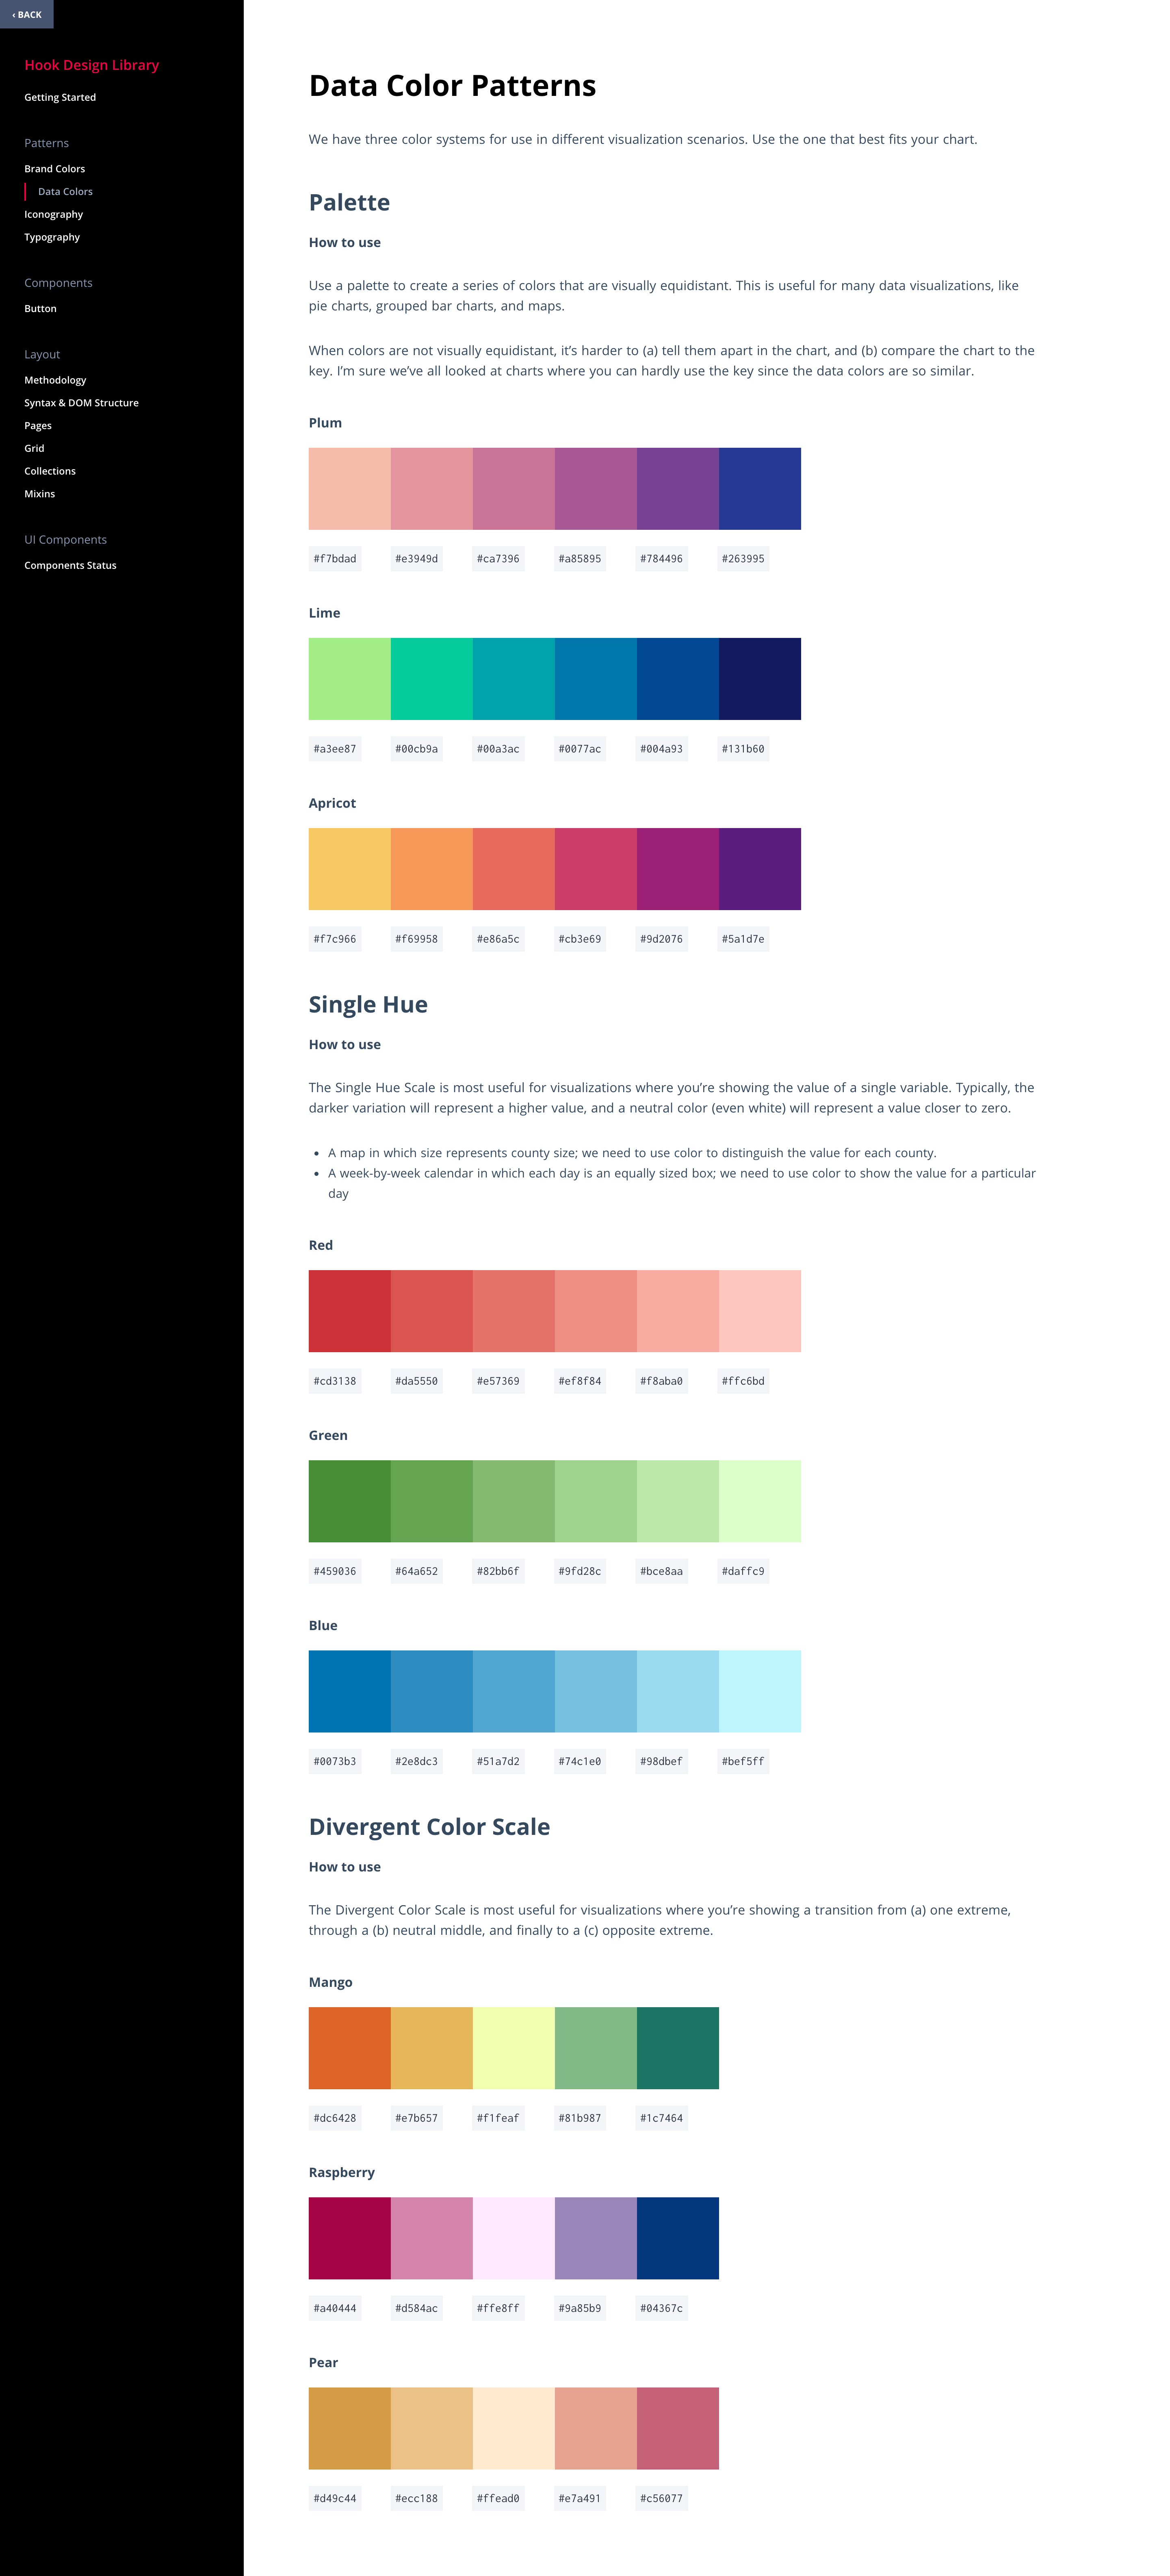 ‹ BACK
Hook Design Library
Getting Started
Patterns
Brand Colors
Data Colors
Iconography
Typography
Components
Button
Layout
Methodology
Syntax & DOM Structure
Pages
Grid
Collections
Mixins
UI Components
Components Status
Data Color Patterns
We have three color systems for use in different visualization scenarios. Use the one that best fits your chart.
Palette
How to use
Use a palette to create a series of colors that are visually equidistant. This is useful for many data visualizations, like
pie charts, grouped bar charts, and maps.
When colors are not visually equidistant, it’s harder to (a) tell them apart in the chart, and (b) compare the chart to the
key. I’m sure we’ve all looked at charts where you can hardly use the key since the data colors are so similar.
Plum
#f7bdad #e3949d #ca7396 #a85895 #784496 #263995
Lime
#a3ee87 #00cb9a #00a3ac #0077ac #004a93 #131b60
Apricot
#f7c966 #f69958 #e86a5c #cb3e69 #9d2076 #5a1d7e
Single Hue
How to use
The Single Hue Scale is most useful for visualizations where you’re showing the value of a single variable. Typically, the
darker variation will represent a higher value, and a neutral color (even white) will represent a value closer to zero.
• A map in which size represents county size; we need to use color to distinguish the value for each county.
• A week-by-week calendar in which each day is an equally sized box; we need to use color to show the value for a particular
day
Red
#cd3138 #da5550 #e57369 #ef8f84 #f8aba0 #ffc6bd
Green
#459036 #64a652 #82bb6f #9fd28c #bce8aa #daffc9
Blue
#0073b3 #2e8dc3 #51a7d2 #74c1e0 #98dbef #bef5ff
Divergent Color Scale
How to use
The Divergent Color Scale is most useful for visualizations where you’re showing a transition from (a) one extreme,
through a (b) neutral middle, and finally to a (c) opposite extreme.
Mango
#dc6428 #e7b657 #f1feaf #81b987 #1c7464
Raspberry
#a40444 #d584ac #ffe8ff #9a85b9 #04367c
Pear
#d49c44 #ecc188 #ffead0 #e7a491 #c56077